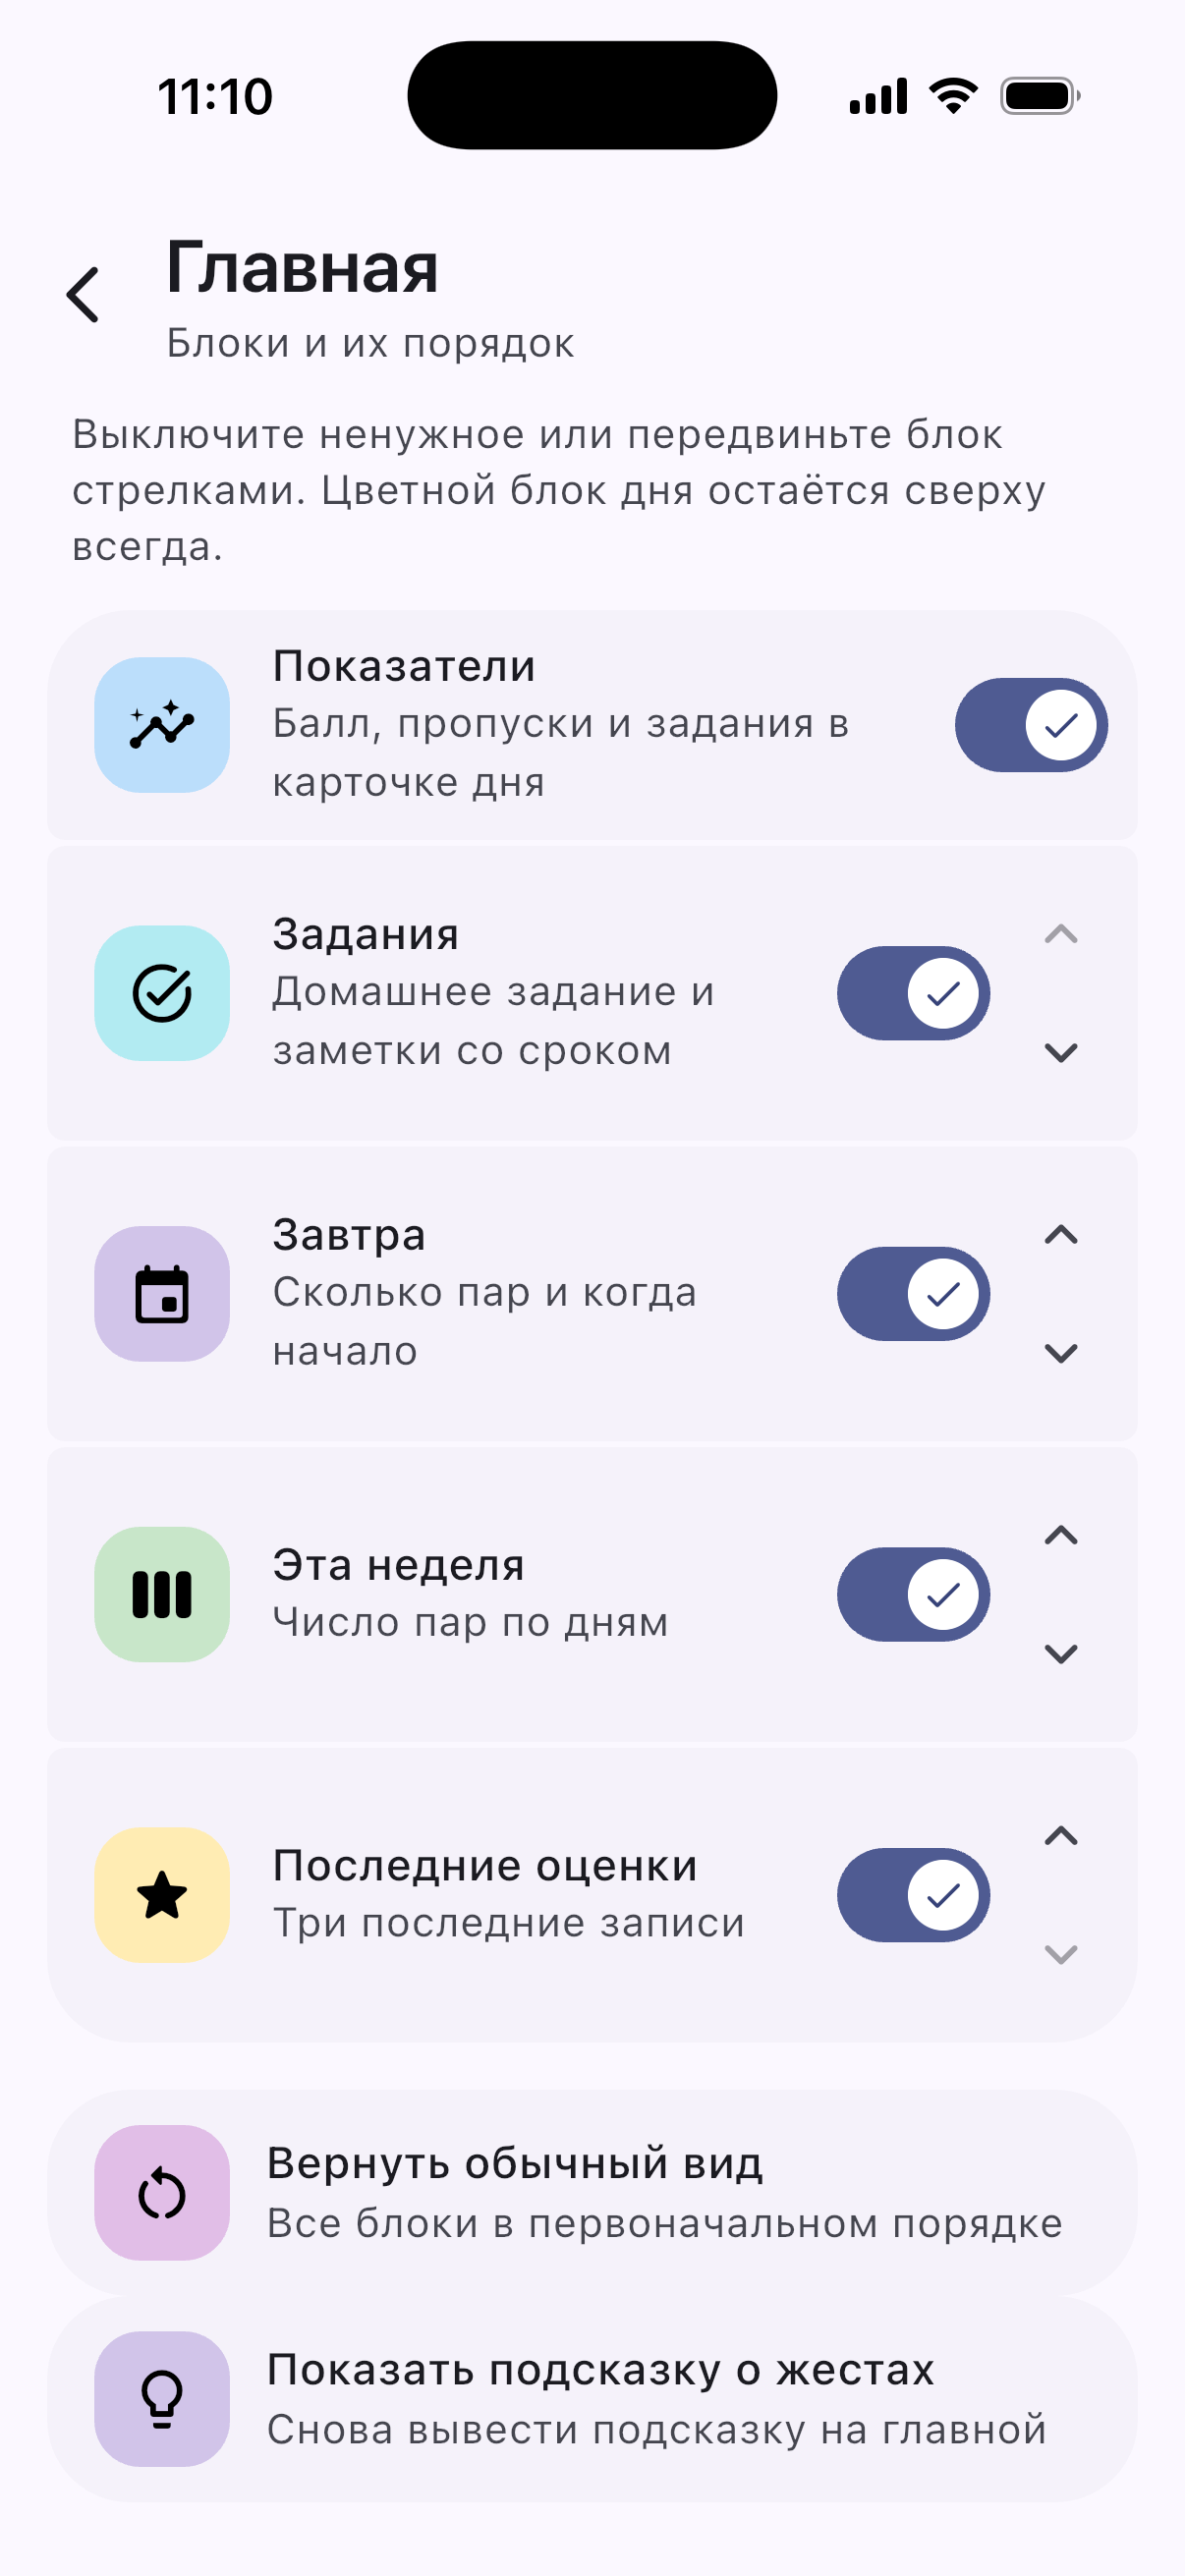 11:10
Главная
Блоки и их порядок
Выключите ненужное или передвиньте блок
стрелками. Цветной блок дня остаётся сверху
всегда.
Показатели
Балл, пропуски и задания в
карточке дня
Задания
Домашнее задание и
заметки со сроком
Завтра
Сколько пар и когда
начало
Эта неделя
Число пар по дням
Последние оценки
Три последние записи
Вернуть обычный вид
Все блоки в первоначальном порядке
Показать подсказку о жестах
Снова вывести подсказку на главной